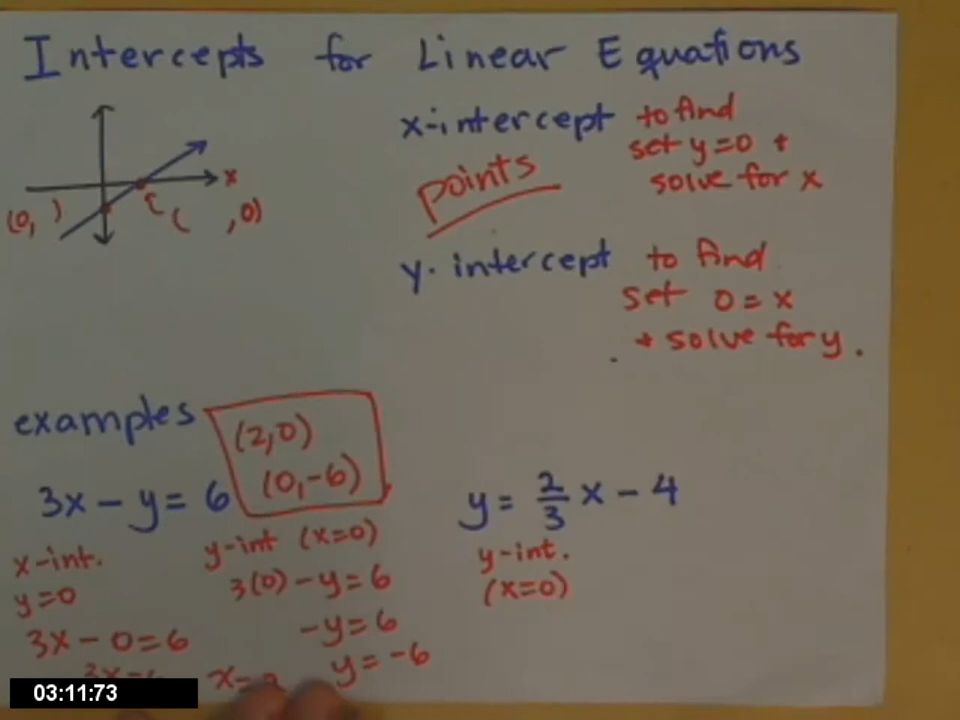 Intercepts for Linear Equations
x-intercept to find
set y=0 +
solve for x
points
x
(0, )
( ,0)
y-intercept to find
set 0=x
+ solve for y.
examples
(2,0)
(0,-6)
3x-y=6
y=2/3x-4
x-int.
y=0
3x-0=6
y-int (x=0)
3(0)-y=6
-y=6
y=-6
y-int.
(x=0)
03:11:73